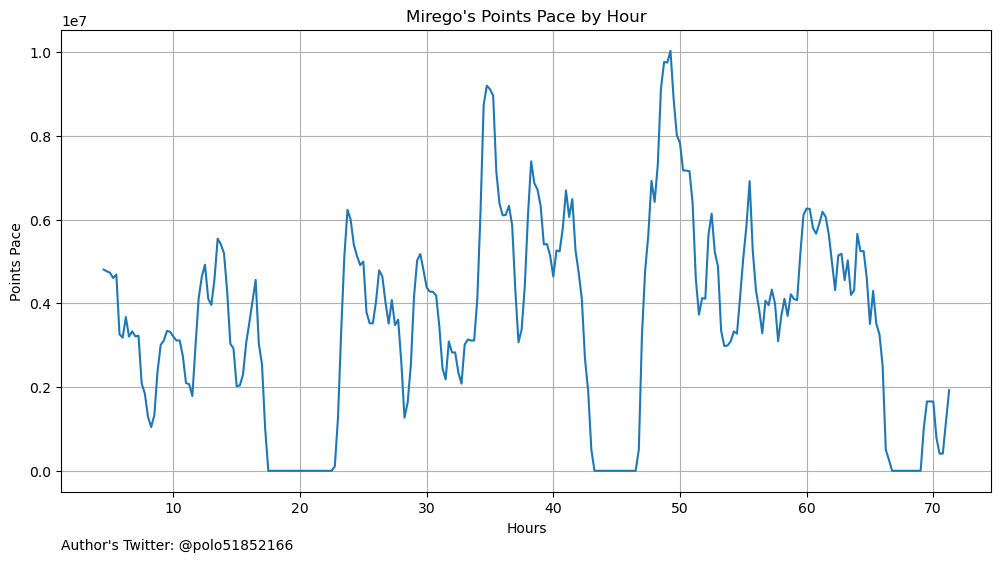 Mirego's Points Pace by Hour
1e7
1.0
0.8
0.6
0.4
0.2
0.0
Points Pace
10 20 30 40 50 60 70
Hours
Author's Twitter: @polo51852166